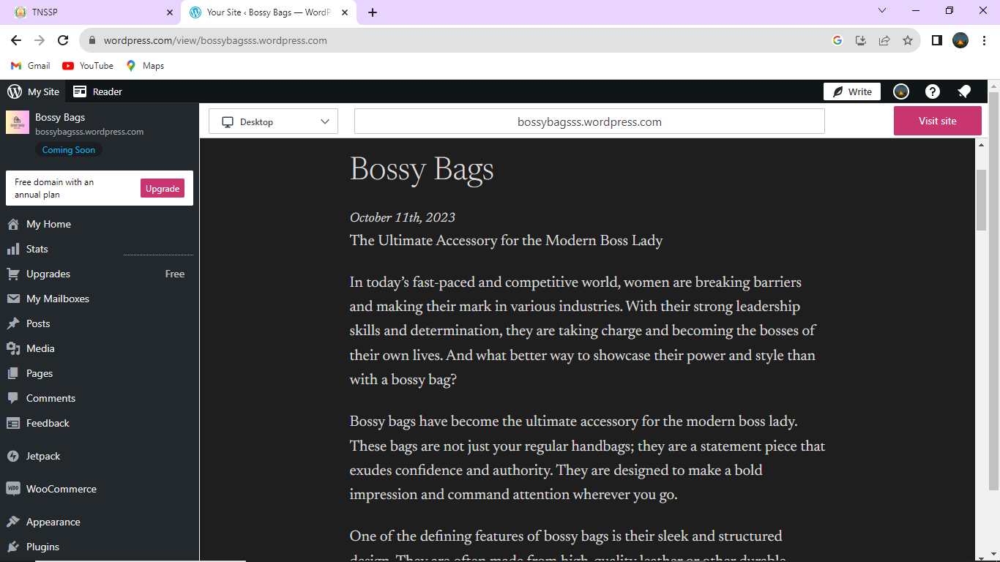 TNSSP
Your Site ‹ Bossy Bags — WordP
wordpress.com/view/bossybagsss.wordpress.com
Gmail YouTube Maps
My Site Reader Write
Bossy Bags
bossybagsss.wordpress.com
Coming Soon
Free domain with an
annual plan
Upgrade
My Home
Stats
Upgrades Free
My Mailboxes
Posts
Media
Pages
Comments
Feedback
Jetpack
WOO WooCommerce
Appearance
Plugins
Desktop bossybagsss.wordpress.com Visit site
Bossy Bags
October 11th, 2023
The Ultimate Accessory for the Modern Boss Lady
In today’s fast-paced and competitive world, women are breaking barriers
and making their mark in various industries. With their strong leadership
skills and determination, they are taking charge and becoming the bosses of
their own lives. And what better way to showcase their power and style than
with a bossy bag?
Bossy bags have become the ultimate accessory for the modern boss lady.
These bags are not just your regular handbags; they are a statement piece that
exudes confidence and authority. They are designed to make a bold
impression and command attention wherever you go.
One of the defining features of bossy bags is their sleek and structured
design. They are often made from high-quality leather or other durable